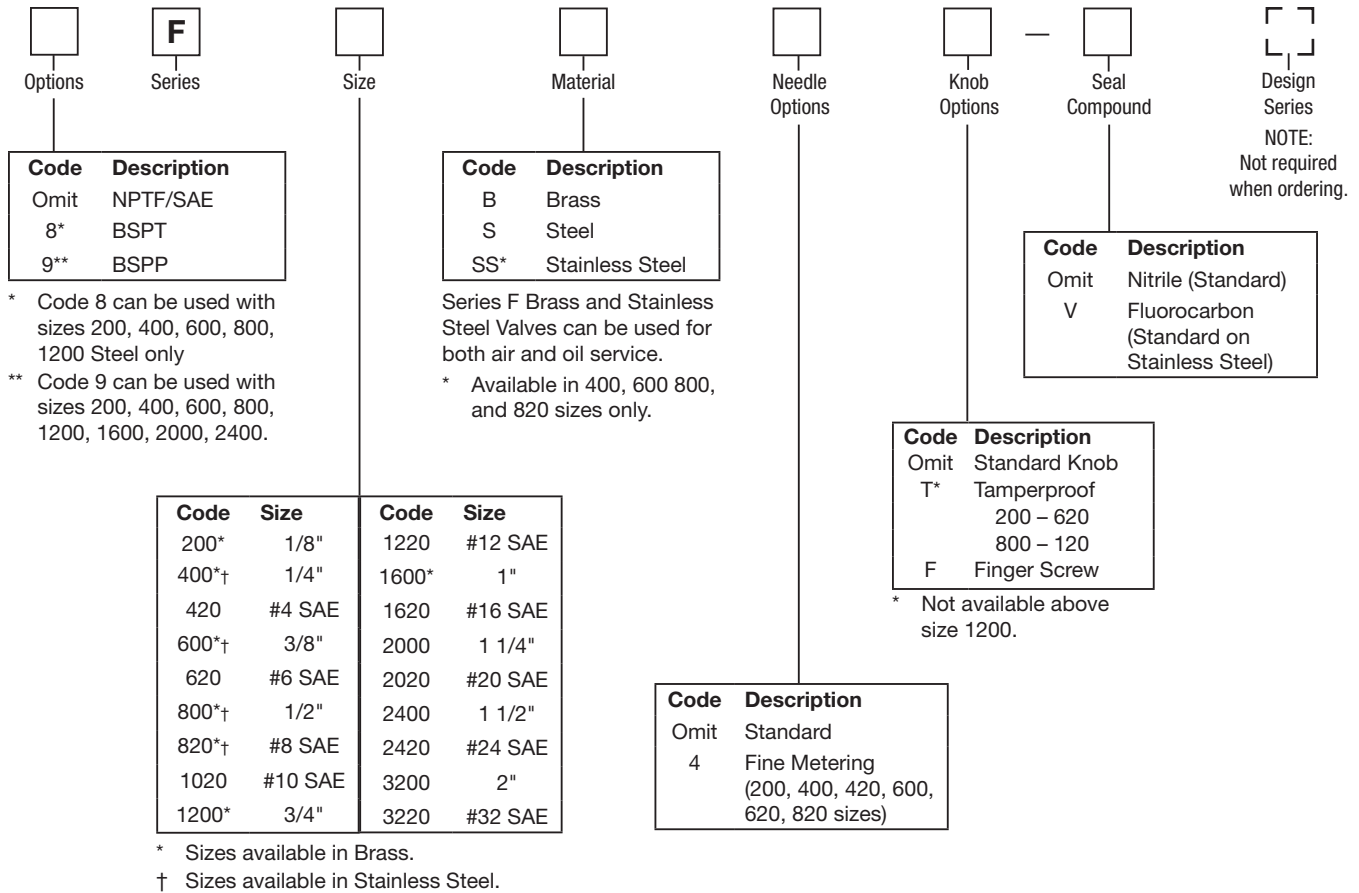 F
—
Options
Series
Size
Material
Needle
Options
Knob
Options
Seal
Compound
Design
Series
NOTE:
Not required
when ordering.
Code Description
Omit NPTF/SAE
8* BSPT
9** BSPP
* Code 8 can be used with
sizes 200, 400, 600, 800,
1200 Steel only
** Code 9 can be used with
sizes 200, 400, 600, 800,
1200, 1600, 2000, 2400.
Code Description
B Brass
S Steel
SS* Stainless Steel
Series F Brass and Stainless
Steel Valves can be used for
both air and oil service.
* Available in 400, 600 800,
and 820 sizes only.
Code Description
Omit Nitrile (Standard)
V Fluorocarbon
(Standard on
Stainless Steel)
Code Description
Omit Standard Knob
T* Tamperproof
200 – 620
800 – 120
F Finger Screw
* Not available above
size 1200.
Code Size Code Size
200* 1/8" 1220 #12 SAE
400*† 1/4" 1600* 1"
420 #4 SAE 1620 #16 SAE
600*† 3/8" 2000 1 1/4"
620 #6 SAE 2020 #20 SAE
800*† 1/2" 2400 1 1/2"
820*† #8 SAE 2420 #24 SAE
1020 #10 SAE 3200 2"
1200* 3/4" 3220 #32 SAE
* Sizes available in Brass.
† Sizes available in Stainless Steel.
Code Description
Omit Standard
4 Fine Metering
(200, 400, 420, 600,
620, 820 sizes)